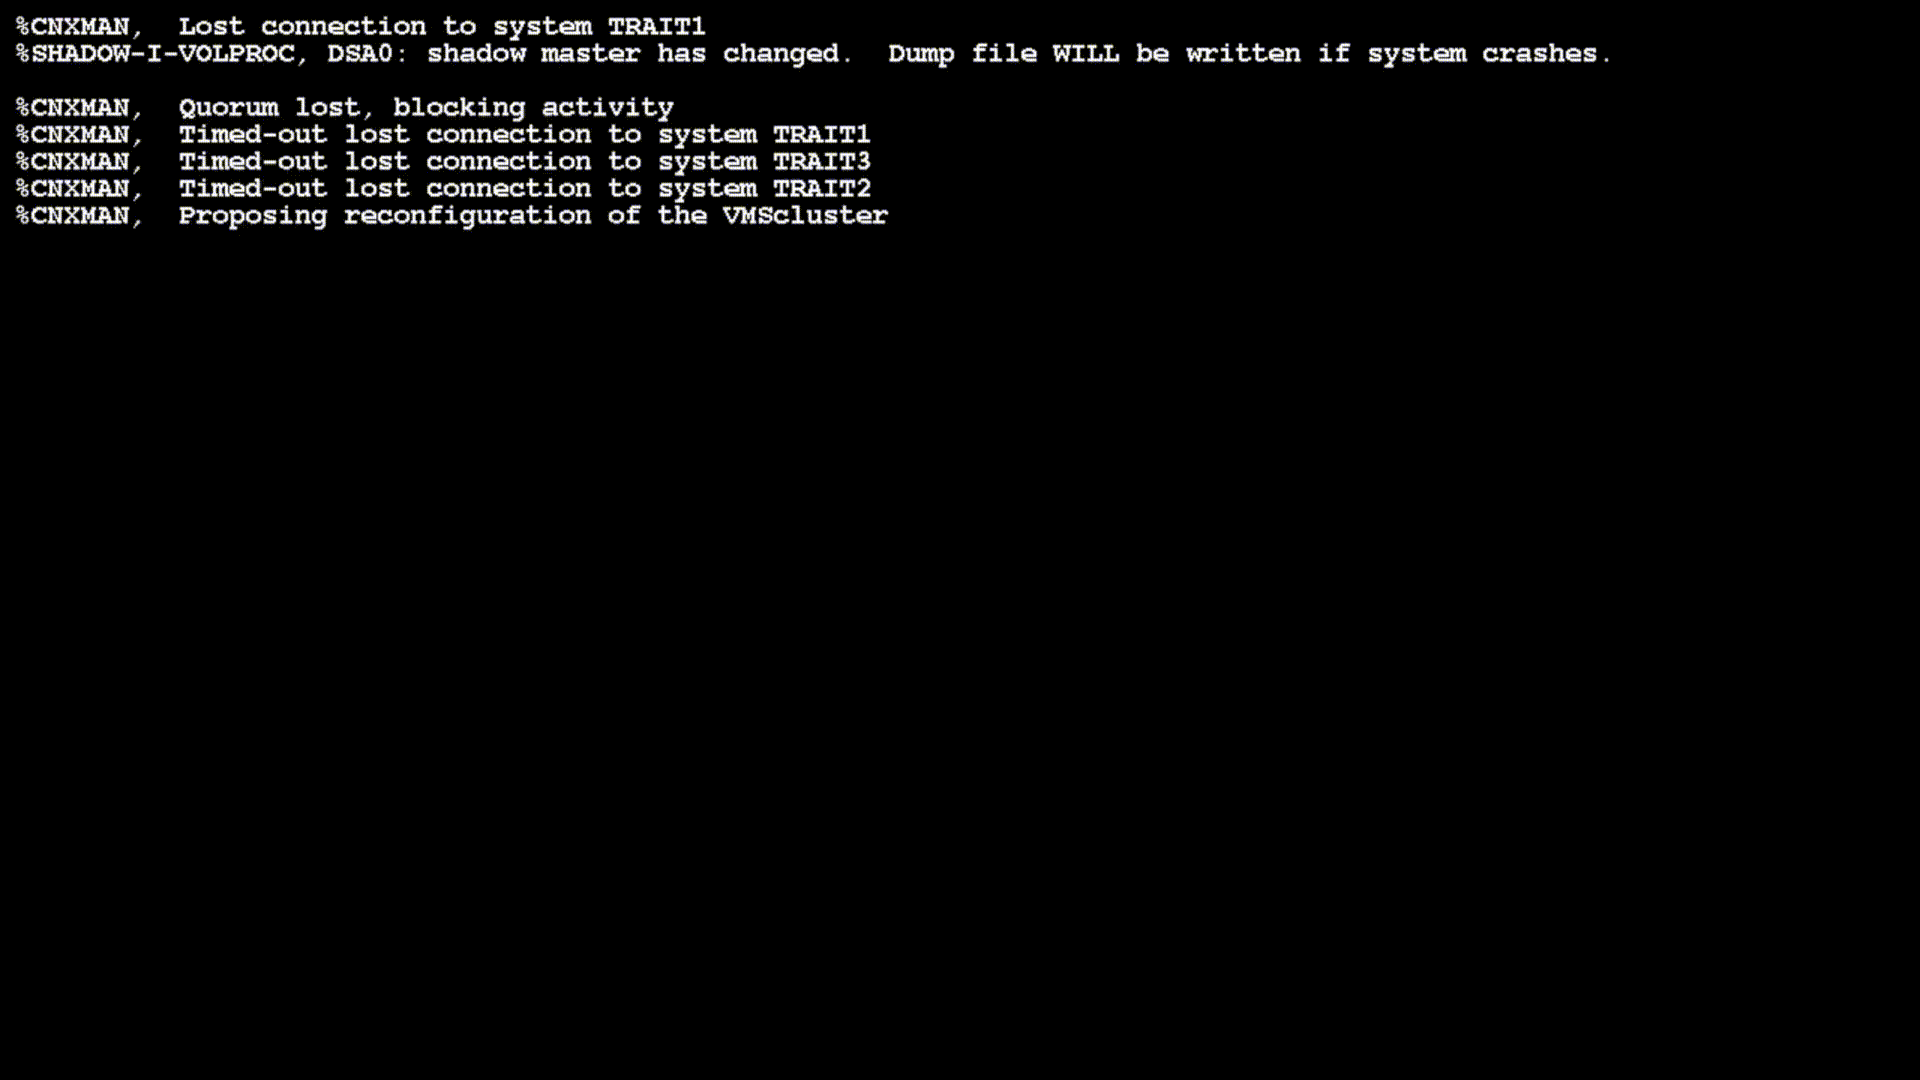 %CNXMAN,  Lost connection to system TRAIT1
%SHADOW-I-VOLPROC, DSA0: shadow master has changed.  Dump file WILL be written if system crashes.
%CNXMAN,  Quorum lost, blocking activity
%CNXMAN,  Timed-out lost connection to system TRAIT1
%CNXMAN,  Timed-out lost connection to system TRAIT3
%CNXMAN,  Timed-out lost connection to system TRAIT2
%CNXMAN,  Proposing reconfiguration of the VMScluster